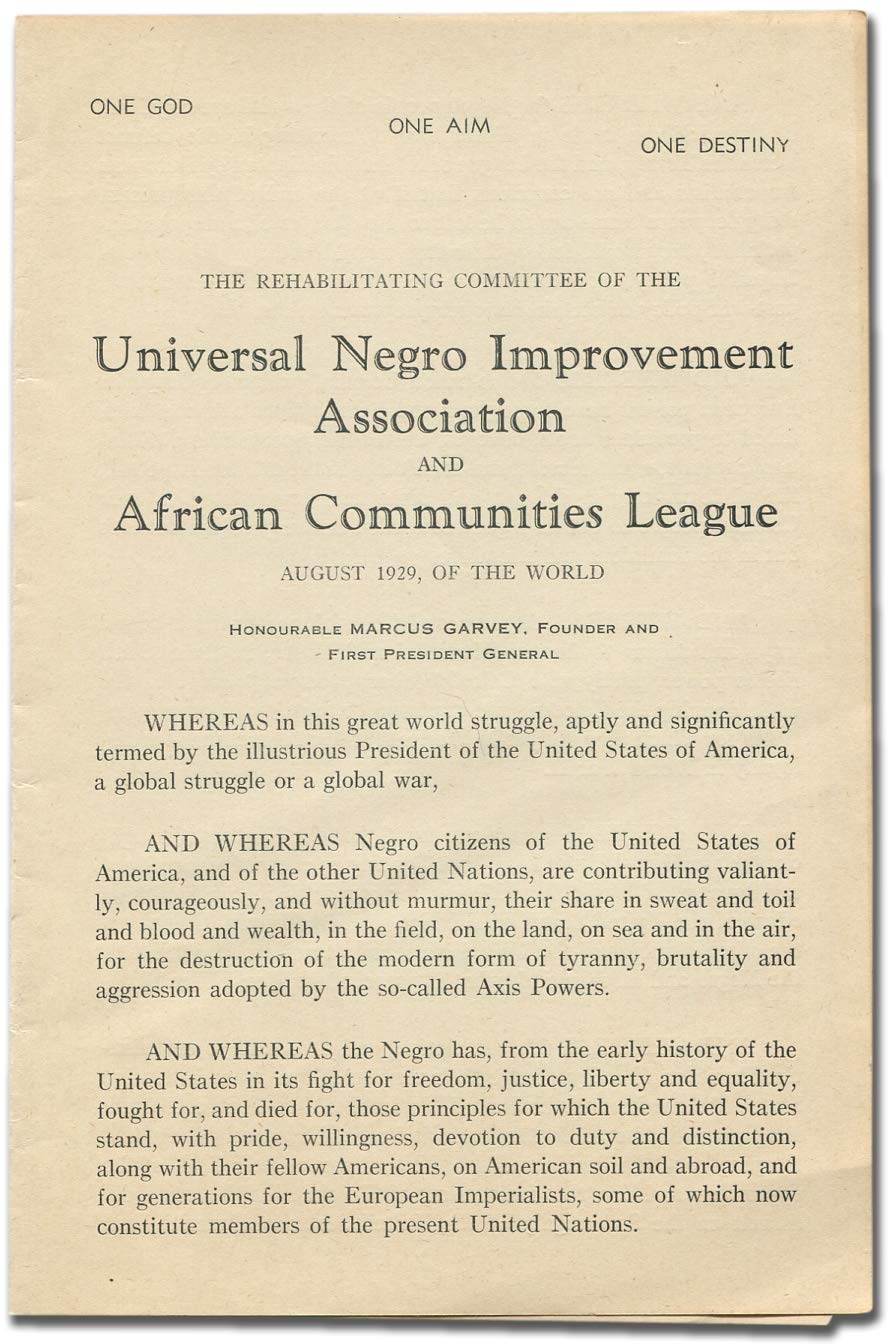 ONE GOD
ONE AIM
ONE DESTINY
THE REHABILITATING COMMITTEE OF THE
Universal Negro Improvement
Association
AND
African Communities League
AUGUST 1929, OF THE WORLD
HONOURABLE MARCUS GARVEY, FOUNDER AND
FIRST PRESIDENT GENERAL
WHEREAS in this great world struggle, aptly and significantly
termed by the illustrious President of the United States of America,
a global struggle or a global war,
AND WHEREAS Negro citizens of the United States of
America, and of the other United Nations, are contributing valiant-
ly, courageously, and without murmur, their share in sweat and toil
and blood and wealth, in the field, on the land, on sea and in the air,
for the destruction of the modern form of tyranny, brutality and
aggression adopted by the so-called Axis Powers.
AND WHEREAS the Negro has, from the early history of the
United States in its fight for freedom, justice, liberty and equality,
fought for, and died for, those principles for which the United States
stand, with pride, willingness, devotion to duty and distinction,
along with their fellow Americans, on American soil and abroad, and
for generations for the European Imperialists, some of which now
constitute members of the present United Nations.